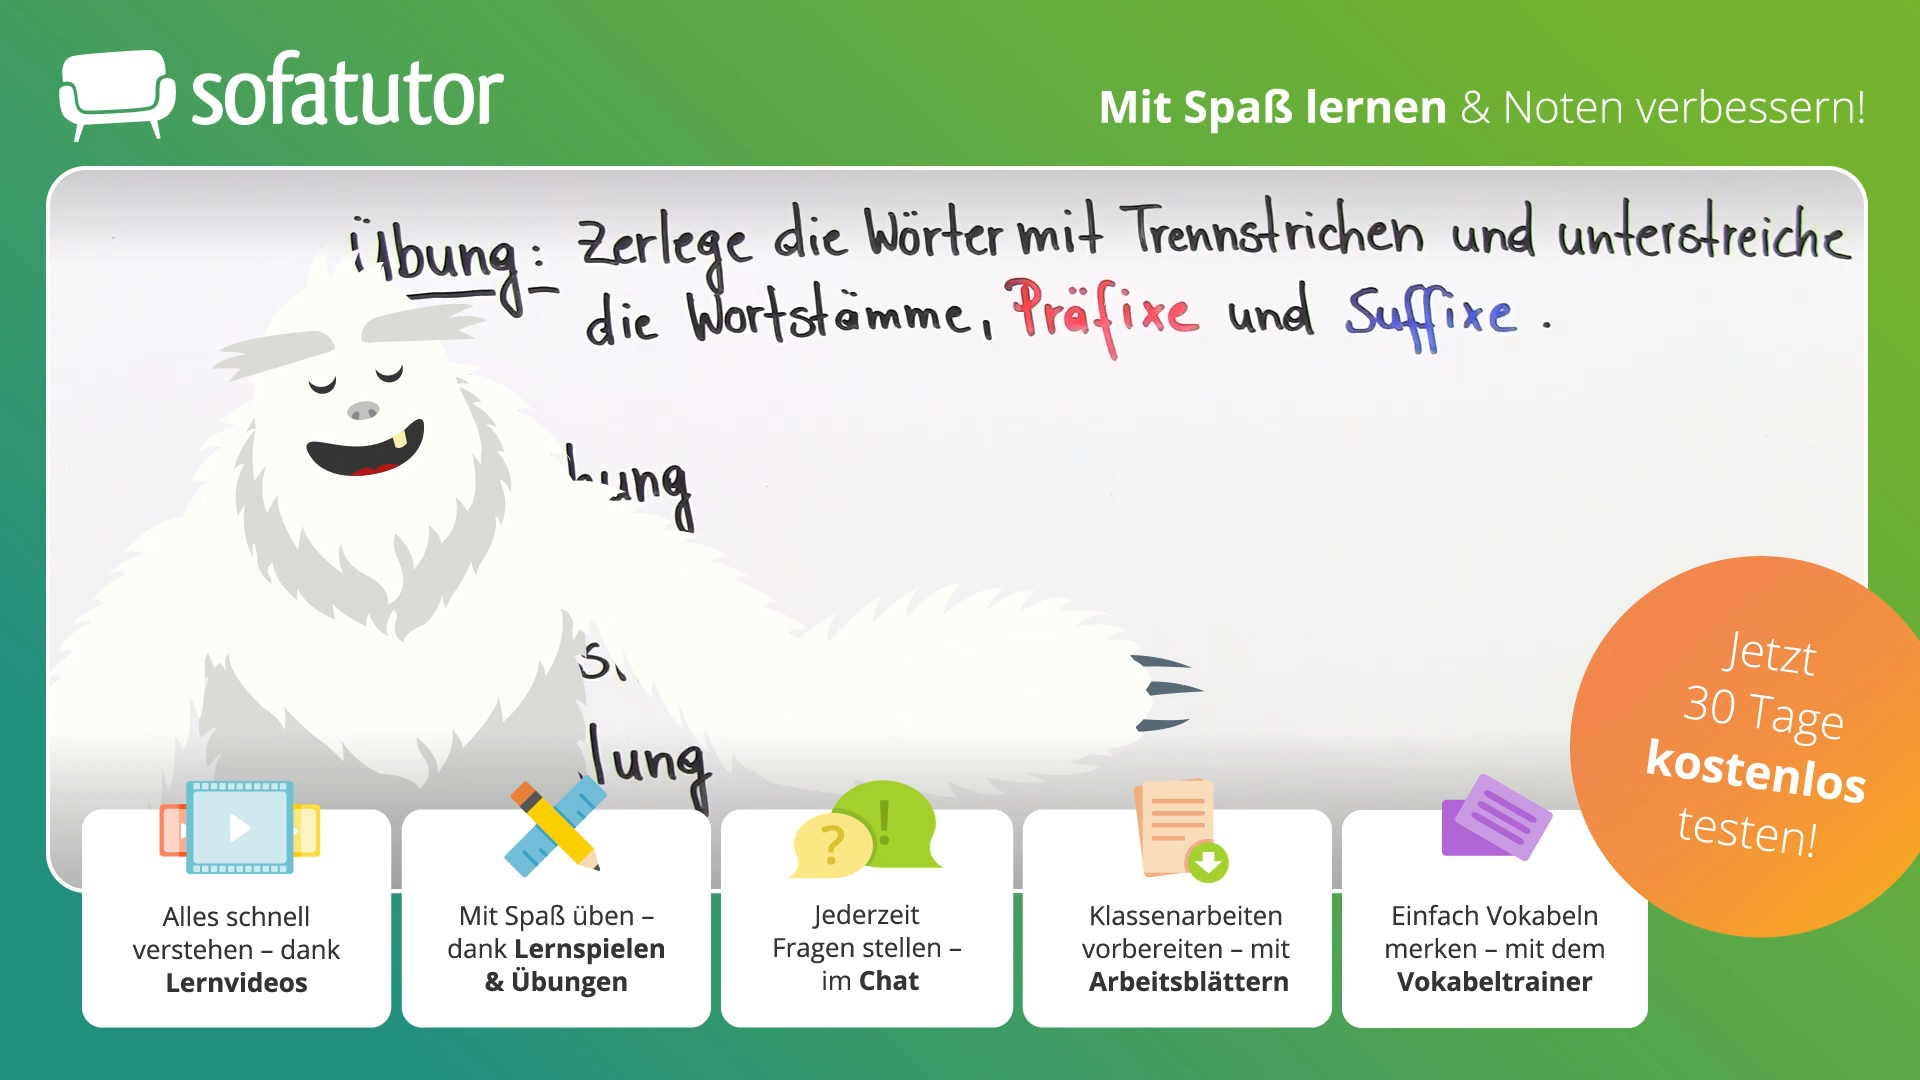 sofatutor
Mit Spaß lernen & Noten verbessern!
Übung: Zerlege die Wörter mit Trennstrichen und unterstreiche
die Wortstämme, Präfixe und Suffixe.
Jetzt
30 Tage
kostenlos
testen!
?
!
Alles schnell
verstehen – dank
Lernvideos
Mit Spaß üben –
dank Lernspielen
& Übungen
Jederzeit
Fragen stellen –
im Chat
Klassenarbeiten
vorbereiten – mit
Arbeitsblättern
Einfach Vokabeln
merken – mit dem
Vokabeltrainer